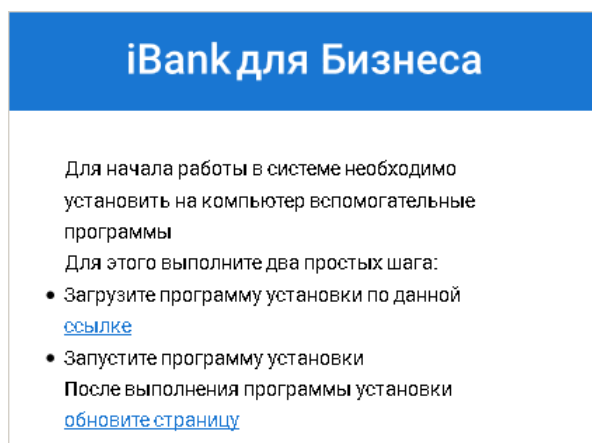 iBank для Бизнеса
Для начала работы в системе необходимо
установить на компьютер вспомогательные
программы
Для этого выполните два простых шага:
• Загрузите программу установки по данной
ссылке
• Запустите программу установки
После выполнения программы установки
обновите страницу